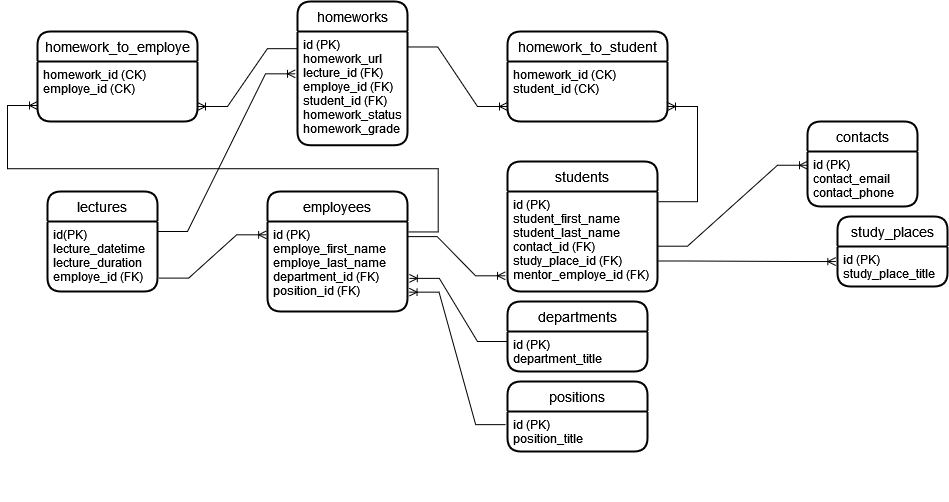 homework_to_employe
homework_id (CK)
employe_id (CK)
homeworks
id (PK)
homework_url
lecture_id (FK)
employe_id (FK)
student_id (FK)
homework_status
homework_grade
homework_to_student
homework_id (CK)
student_id (CK)
contacts
id (PK)
contact_email
contact_phone
lectures
id(PK)
lecture_datetime
lecture_duration
employe_id (FK)
employees
id (PK)
employe_first_name
employe_last_name
department_id (FK)
position_id (FK)
students
id (PK)
student_first_name
student_last_name
contact_id (FK)
study_place_id (FK)
mentor_employe_id (FK)
study_places
id (PK)
study_place_title
departments
id (PK)
department_title
positions
id (PK)
position_title